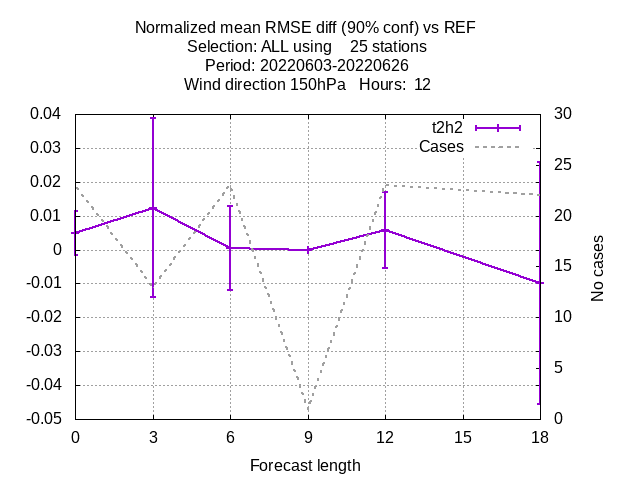 Normalized mean RMSE diff (90% conf) vs REF
Selection: ALL using    25 stations
Period: 20220603-20220626
Wind direction 150hPa   Hours:  12
t2h2
Cases
0.04
0.03
0.02
0.01
0
-0.01
-0.02
-0.03
-0.04
-0.05
30
25
20
15
10
5
0
No cases
0 3 6 9 12 15 18
Forecast length